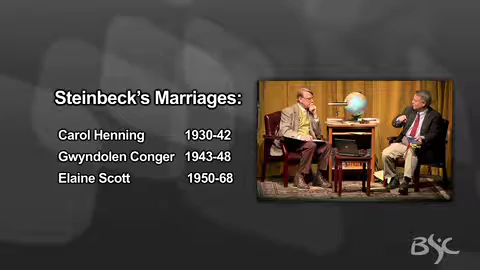 Steinbeck's Marriages:
Carol Henning 1930-42
Gwyndolen Conger 1943-48
Elaine Scott 1950-68
BSC